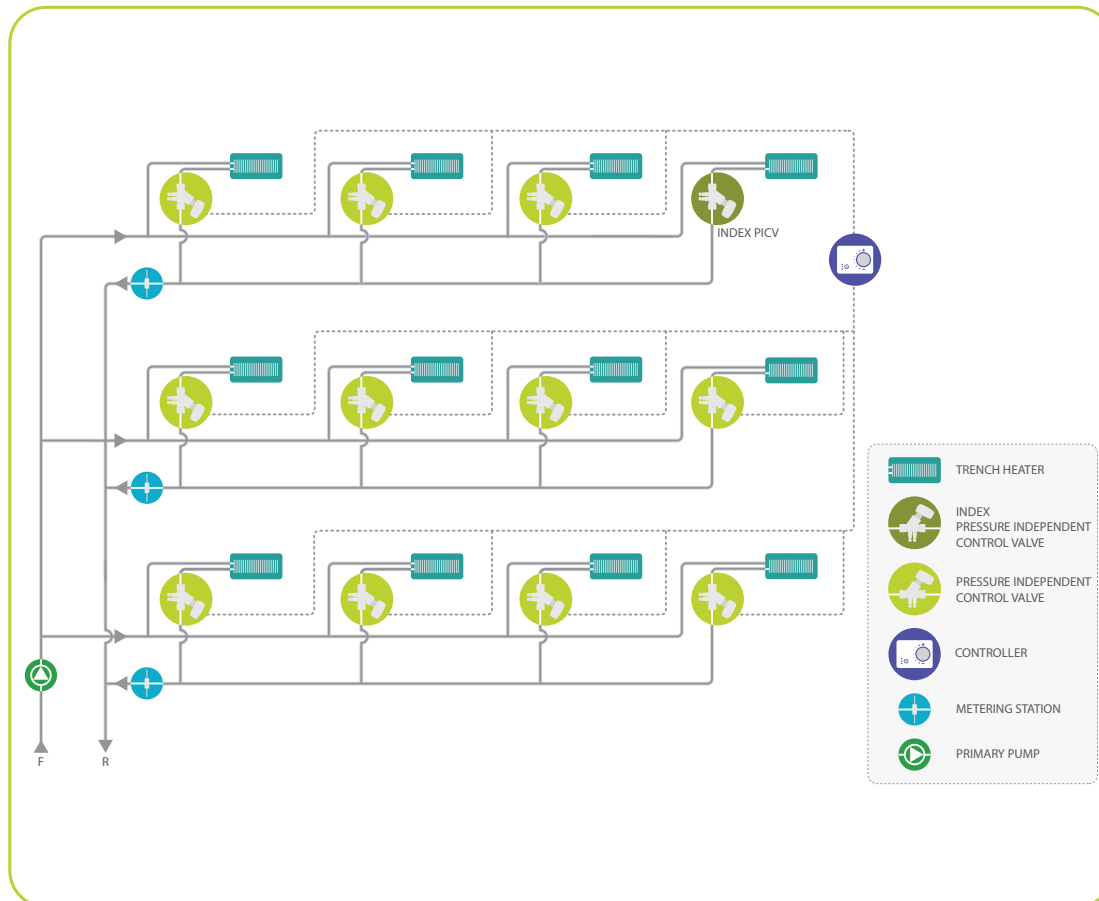 INDEX PICV
TRENCH HEATER
INDEX
PRESSURE INDEPENDENT
CONTROL VALVE
PRESSURE INDEPENDENT
CONTROL VALVE
CONTROLLER
METERING STATION
PRIMARY PUMP
F
R